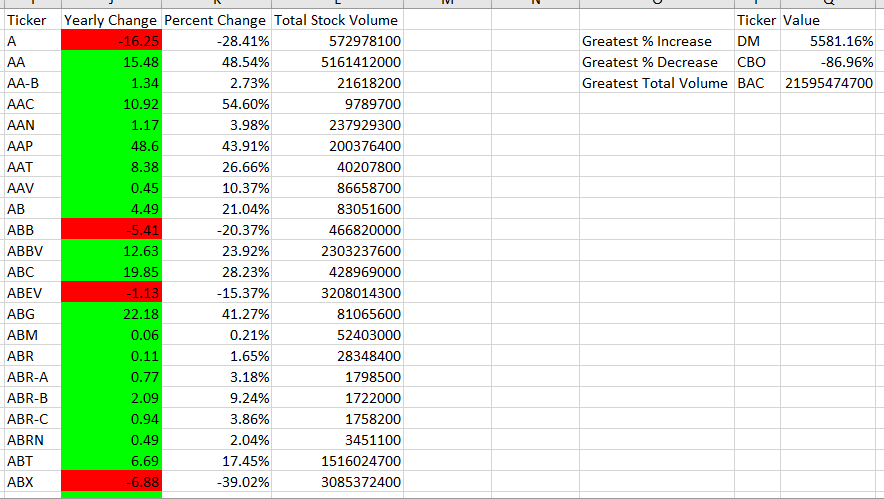 Ticker Yearly Change Percent Change Total Stock Volume Ticker Value
A -16.25 -28.41% 572978100 Greatest % Increase DM 5581.16%
AA 15.48 48.54% 5161412000 Greatest % Decrease CBO -86.96%
AA-B 1.34 2.73% 21618200 Greatest Total Volume BAC 21595474700
AAC 10.92 54.60% 9789700
AAN 1.17 3.98% 237929300
AAP 48.6 43.91% 200376400
AAT 8.38 26.66% 40207800
AAV 0.45 10.37% 86658700
AB 4.49 21.04% 83051600
ABB -5.41 -20.37% 466820000
ABBV 12.63 23.92% 2303237600
ABC 19.85 28.23% 428969000
ABEV -1.13 -15.37% 3208014300
ABG 22.18 41.27% 81065600
ABM 0.06 0.21% 52403000
ABR 0.11 1.65% 28348400
ABR-A 0.77 3.18% 1798500
ABR-B 2.09 9.24% 1722000
ABR-C 0.94 3.86% 1758200
ABRN 0.49 2.04% 3451100
ABT 6.69 17.45% 1516024700
ABX -6.88 -39.02% 3085372400